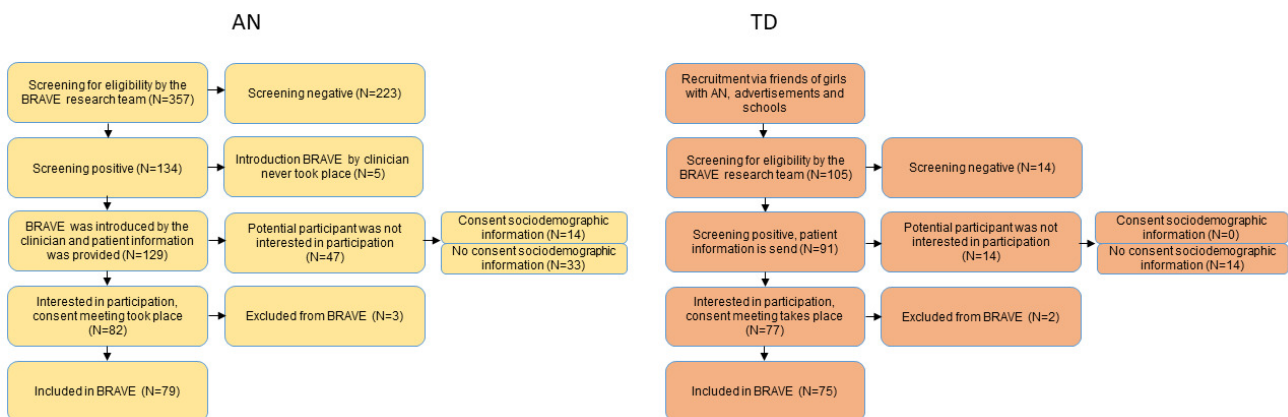 AN
Screening for eligibility by the
BRAVE research team (N=357)
Screening negative (N=223)
Screening positive (N=134)
Introduction BRAVE by clinician
never took place
(N=5)
BRAVE was introduced by the
clinician and patient information
was provided (N=129)
Potential participant was not
interested in participation
(N=47)
Consent sociodemographic
information (N=14)
No consent sociodemographic
information (N=33)
Interested in participation,
consent meeting took place
(N=82)
Excluded from BRAVE (N=3)
Included in BRAVE (N=79)
TD
Recruitment via friends of girls
with AN, advertisements and
schools
Screening for eligibility by the
BRAVE research team (N=105)
Screening negative (N=14)
Screening positive, patient
information is send (N=91)
Potential participant was not
interested in participation
(N=14)
Consent sociodemographic
information (N=0)
No consent sociodemographic
information (N=14)
Interested in participation,
consent meeting takes place
(N=77)
Excluded from BRAVE (N=2)
Included in BRAVE (N=75)